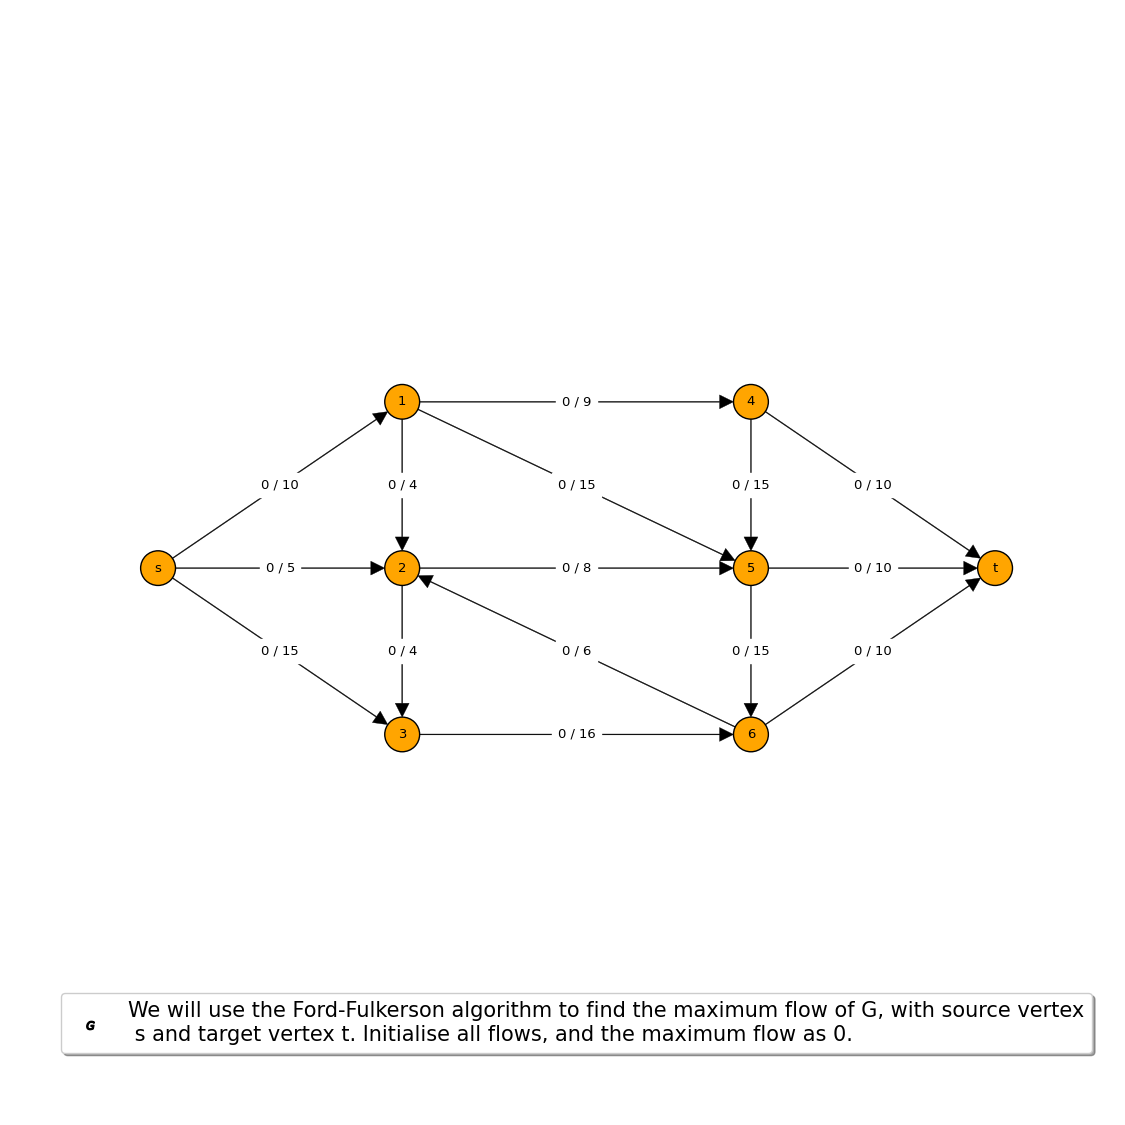 1
0 / 9
4
0 / 10
0 / 4
0 / 15
0 / 15
0 / 10
s
0 / 5
2
0 / 8
5
0 / 10
t
0 / 15
0 / 4
0 / 6
0 / 15
0 / 10
3
0 / 16
6
G
We will use the Ford-Fulkerson algorithm to find the maximum flow of G, with source vertex
s and target vertex t. Initialise all flows, and the maximum flow as 0.